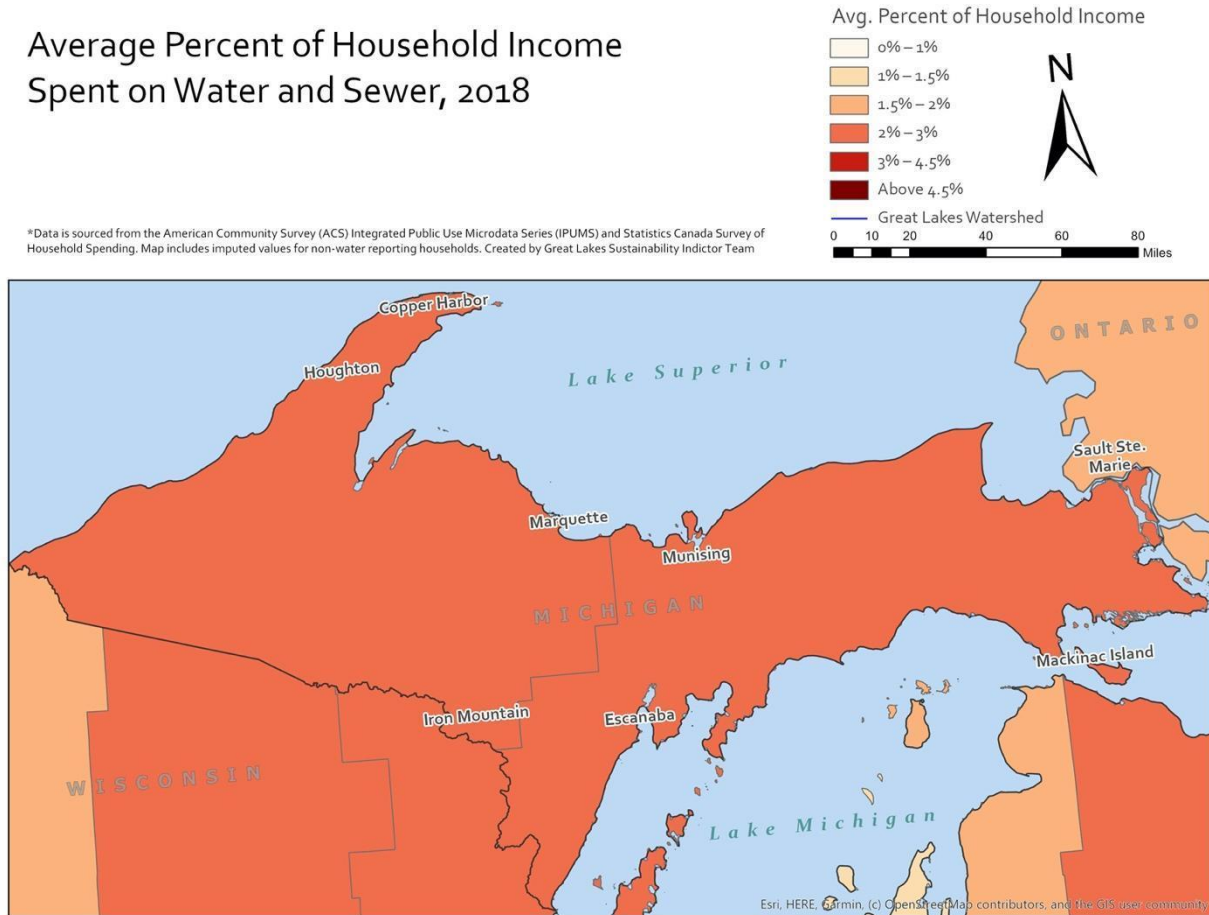 Average Percent of Household Income
Spent on Water and Sewer, 2018
*Data is sourced from the American Community Survey (ACS) Integrated Public Use Microdata Series (IPUMS) and Statistics Canada Survey of
Household Spending. Map includes imputed values for non-water reporting households. Created by Great Lakes Sustainability Indictor Team
Avg. Percent of Household Income
0% – 1%
1% – 1.5%
1.5% – 2%
2% – 3%
3% – 4.5%
Above 4.5%
Great Lakes Watershed
N
0 10 20 40 60 80
Miles
Copper Harbor
ONTARIO
Houghton
Lake Superior
Sault Ste.
Marie
Marquette
Munising
MICHIGAN
Mackinac Island
Iron Mountain
Escanaba
WISCONSIN
Lake Michigan
Esri, HERE, Garmin, (c) OpenStreetMap contributors, and the GIS user community